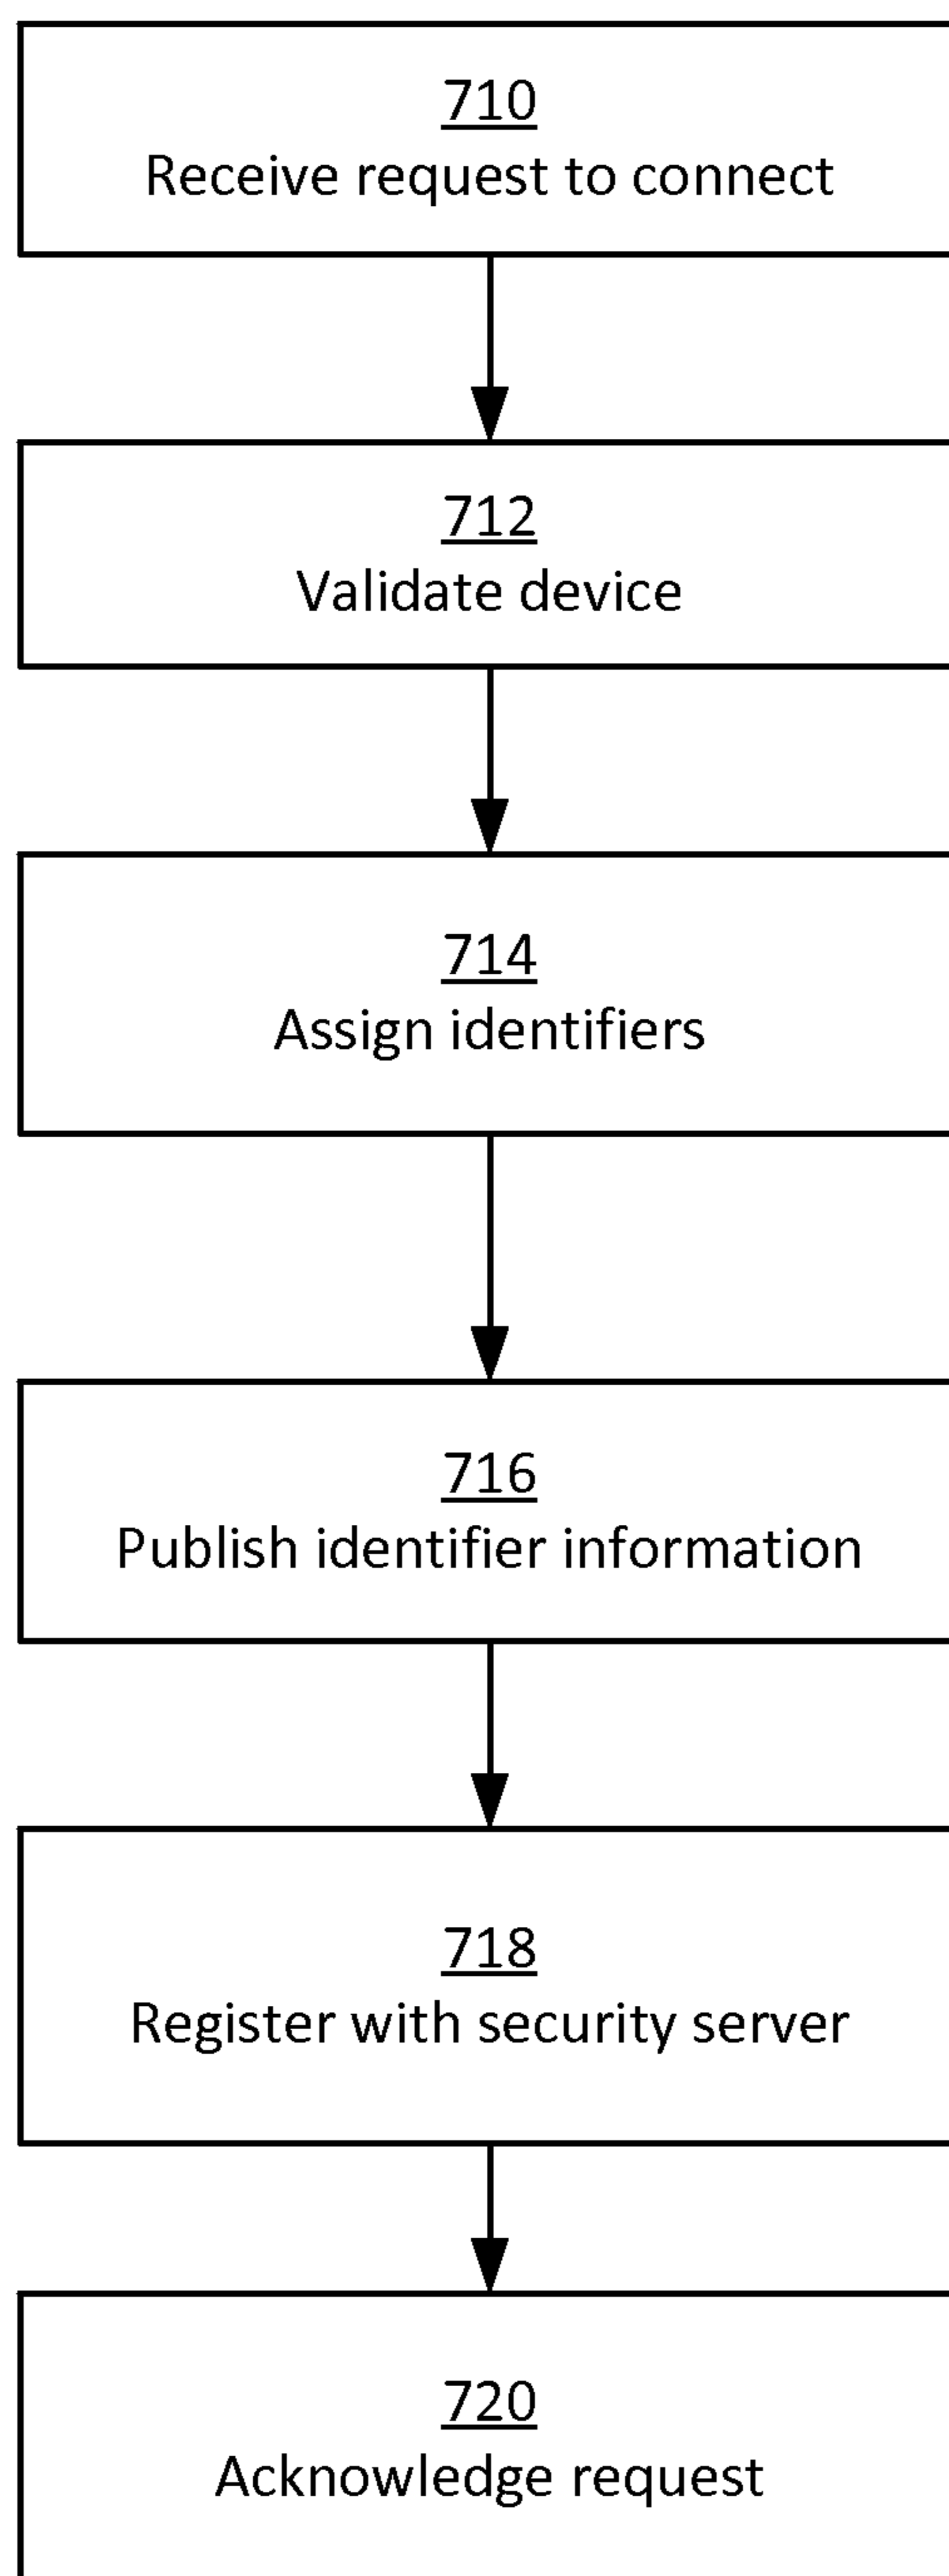 710
Receive request to connect
712
Validate device
714
Assign identifiers
716
Publish identifier information
718
Register with security server
720
Acknowledge request